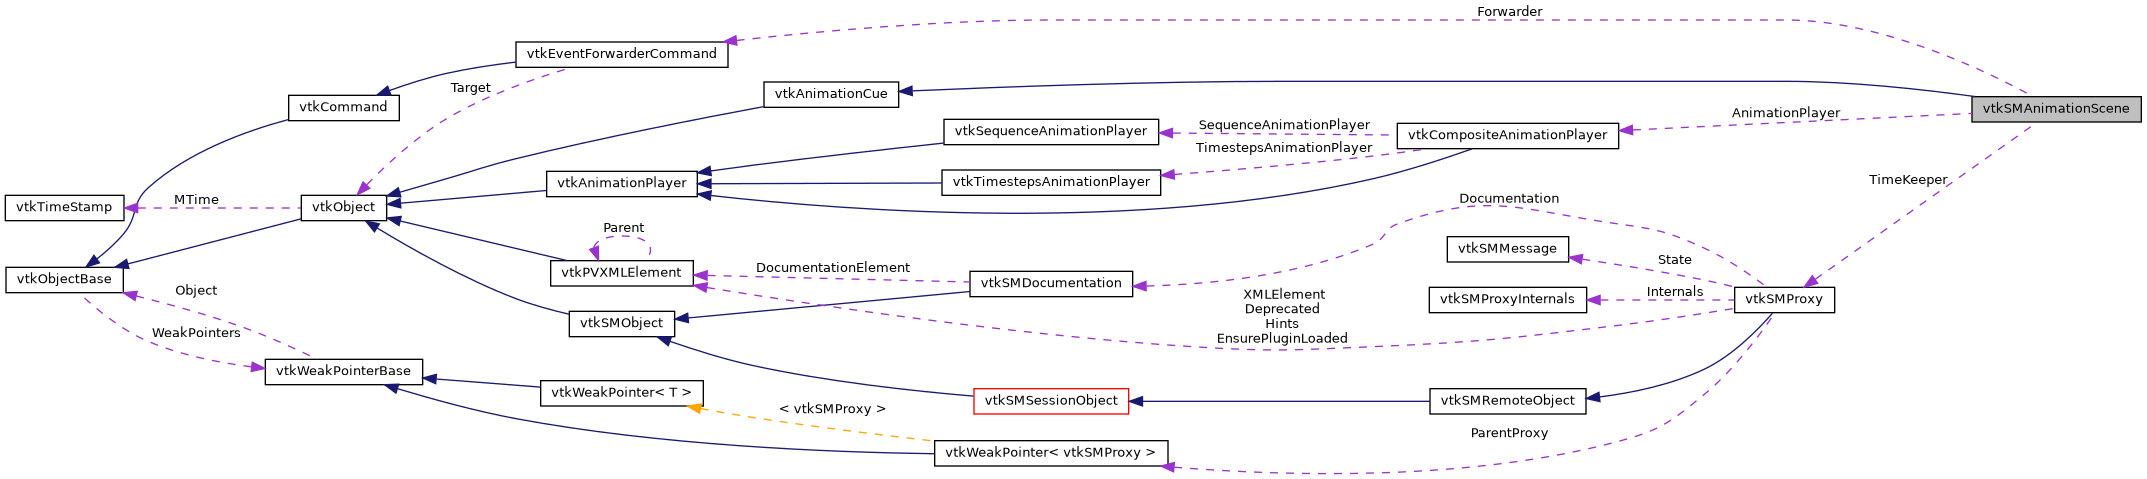 Forwarder
vtkEventForwarderCommand
Target
vtkAnimationCue
vtkCommand
vtkSMAnimationScene
AnimationPlayer
SequenceAnimationPlayer
vtkSequenceAnimationPlayer
vtkCompositeAnimationPlayer
TimestepsAnimationPlayer
vtkAnimationPlayer
vtkTimestepsAnimationPlayer
TimeKeeper
MTime
Documentation
vtkTimeStamp
vtkObject
Parent
vtkSMMessage
State
vtkPVXMLElement
DocumentationElement
vtkObjectBase
vtkSMDocumentation
Object
XMLElement
Deprecated
Hints
EnsurePluginLoaded
Internals
vtkSMProxyInternals
vtkSMProxy
vtkSMObject
WeakPointers
vtkWeakPointerBase
vtkWeakPointer< T >
vtkSMSessionObject
vtkSMRemoteObject
< vtkSMProxy >
ParentProxy
vtkWeakPointer< vtkSMProxy >